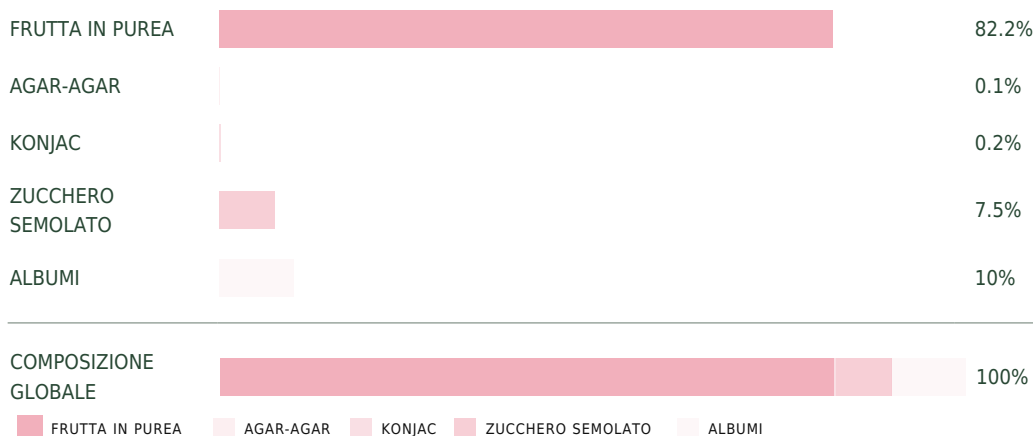 FRUTTA IN PUREA 82.2%
AGAR-AGAR 0.1%
KONJAC 0.2%
ZUCCHERO
SEMOLATO 7.5%
ALBUMI 10%
COMPOSIZIONE
GLOBALE 100%
FRUTTA IN PUREA AGAR-AGAR KONJAC ZUCCHERO SEMOLATO ALBUMI